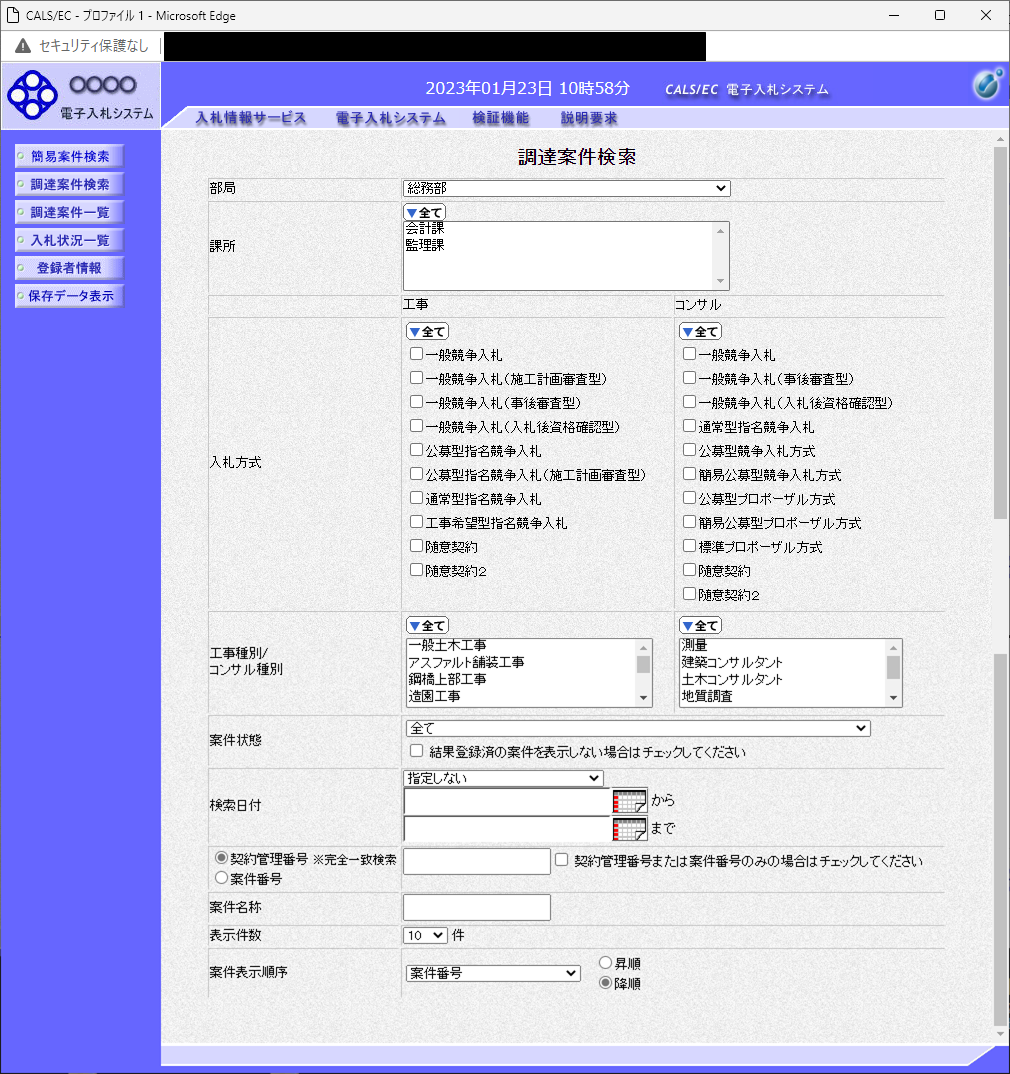 CALS/EC - プロファイル 1 - Microsoft Edge
セキュリティ保護なし
○○○○
電子入札システム
2023年01月23日 10時58分
CALS/EC 電子入札システム
入札情報サービス 電子入札システム 検証機能 説明要求
簡易案件検索
調達案件検索
調達案件一覧
入札状況一覧
登録者情報
保存データ表示
調達案件検索
部局
総務部
課所
▼全て
会計課
監理課
工事 コンサル
入札方式
▼全て
一般競争入札
一般競争入札(施工計画審査型)
一般競争入札(事後審査型)
一般競争入札(入札後資格確認型)
公募型指名競争入札
公募型指名競争入札(施工計画審査型)
通常型指名競争入札
工事希望型指名競争入札
随意契約
随意契約2
▼全て
一般競争入札
一般競争入札(事後審査型)
一般競争入札(入札後資格確認型)
通常型指名競争入札
公募型競争入札方式
簡易公募型競争入札方式
公募型プロポーザル方式
簡易公募型プロポーザル方式
標準プロポーザル方式
随意契約
随意契約2
工事種別/
コンサル種別
▼全て
一般土木工事
アスファルト舗装工事
鋼橋上部工事
造園工事
▼全て
測量
建築コンサルタント
土木コンサルタント
地質調査
案件状態
全て
結果登録済の案件を表示しない場合はチェックしてください
検索日付
指定しない
から
まで
契約管理番号 ※完全一致検索
案件番号
契約管理番号または案件番号のみの場合はチェックしてください
案件名称
表示件数
10 件
案件表示順序
案件番号
昇順
降順